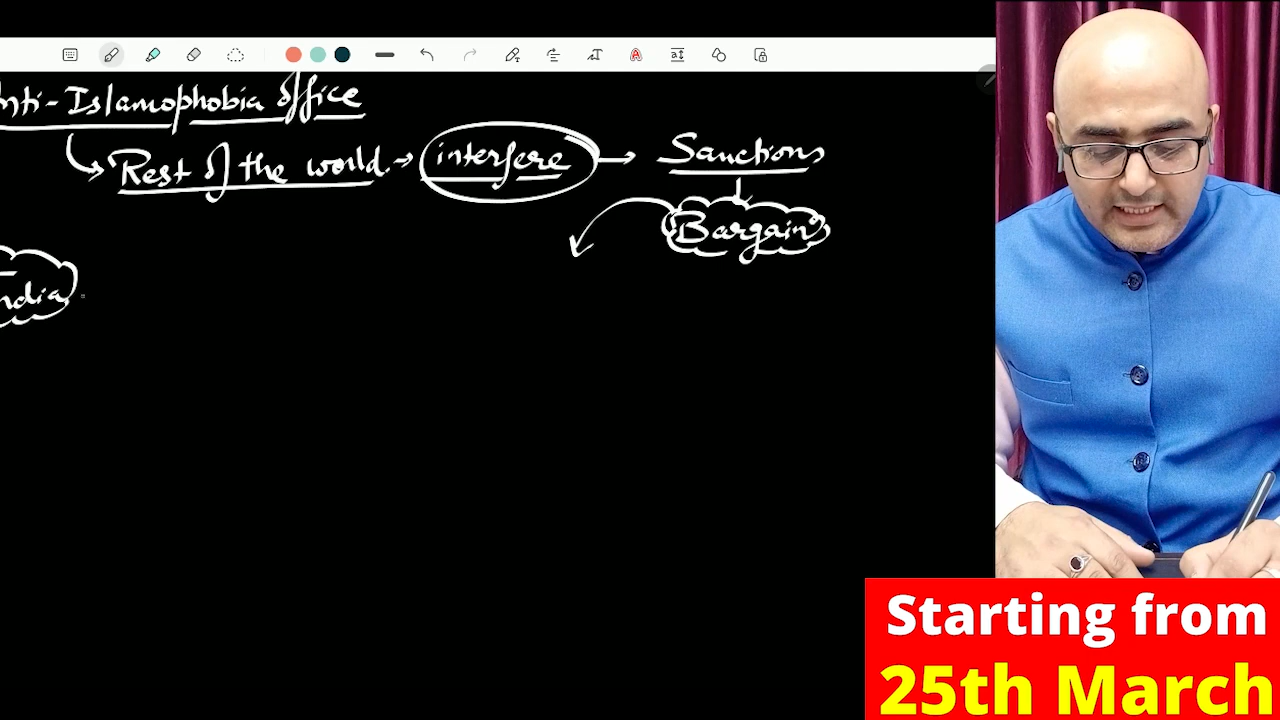 nti-Islamophobia office
Rest of the world. → interfere → Sanctions
Bargain
ndia
Starting from
25th March